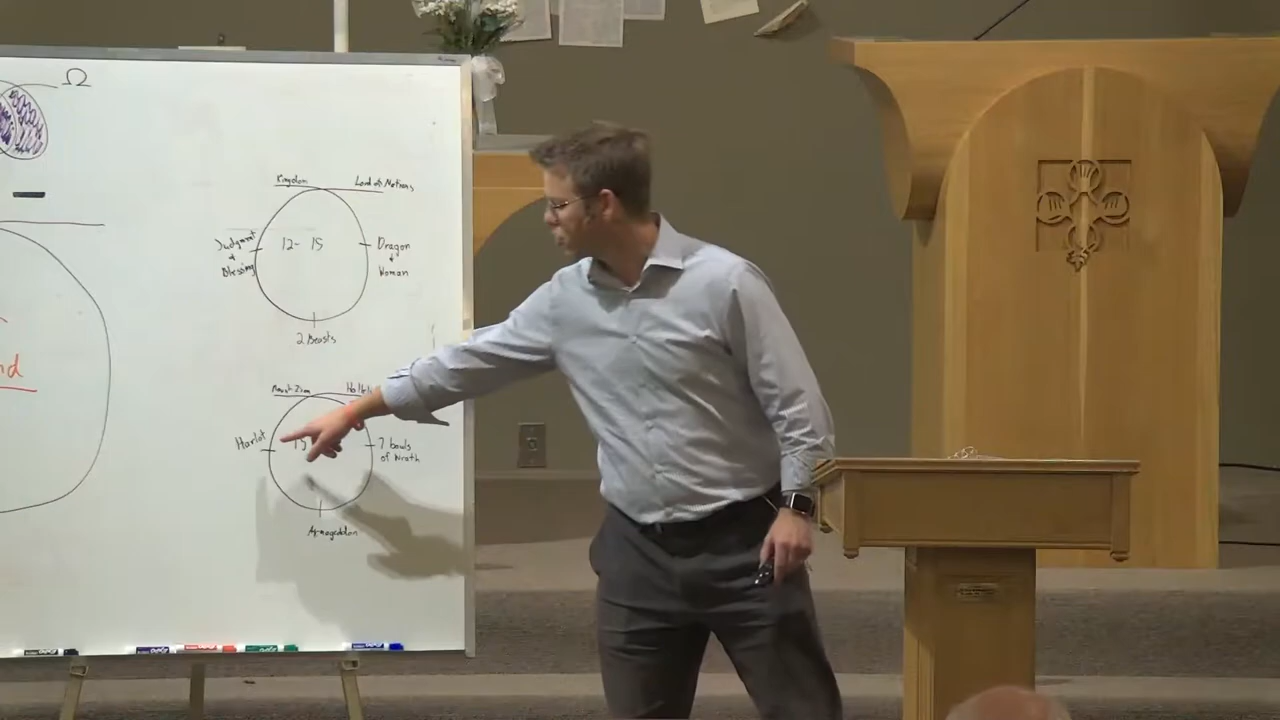 Ω
Kingdom
Lord of Nations
Judgment
+
Blessing
12- 15
Dragon
+
Woman
2 Beasts
nd
Mount Zion
Harlot
15
7 bowls
of Wrath
Armageddon